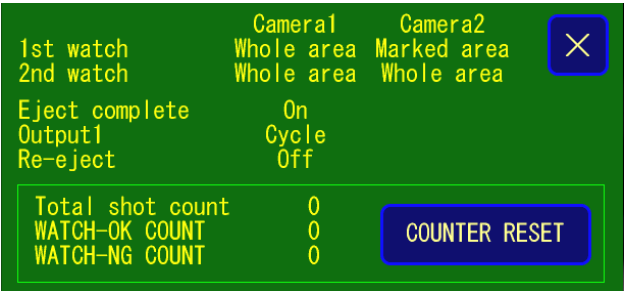 Camera1 Camera2
1st watch Whole area Marked area
2nd watch Whole area Whole area
Eject complete On
Output1 Cycle
Re-eject Off
Total shot count 0
WATCH-OK COUNT 0
WATCH-NG COUNT 0
COUNTER RESET